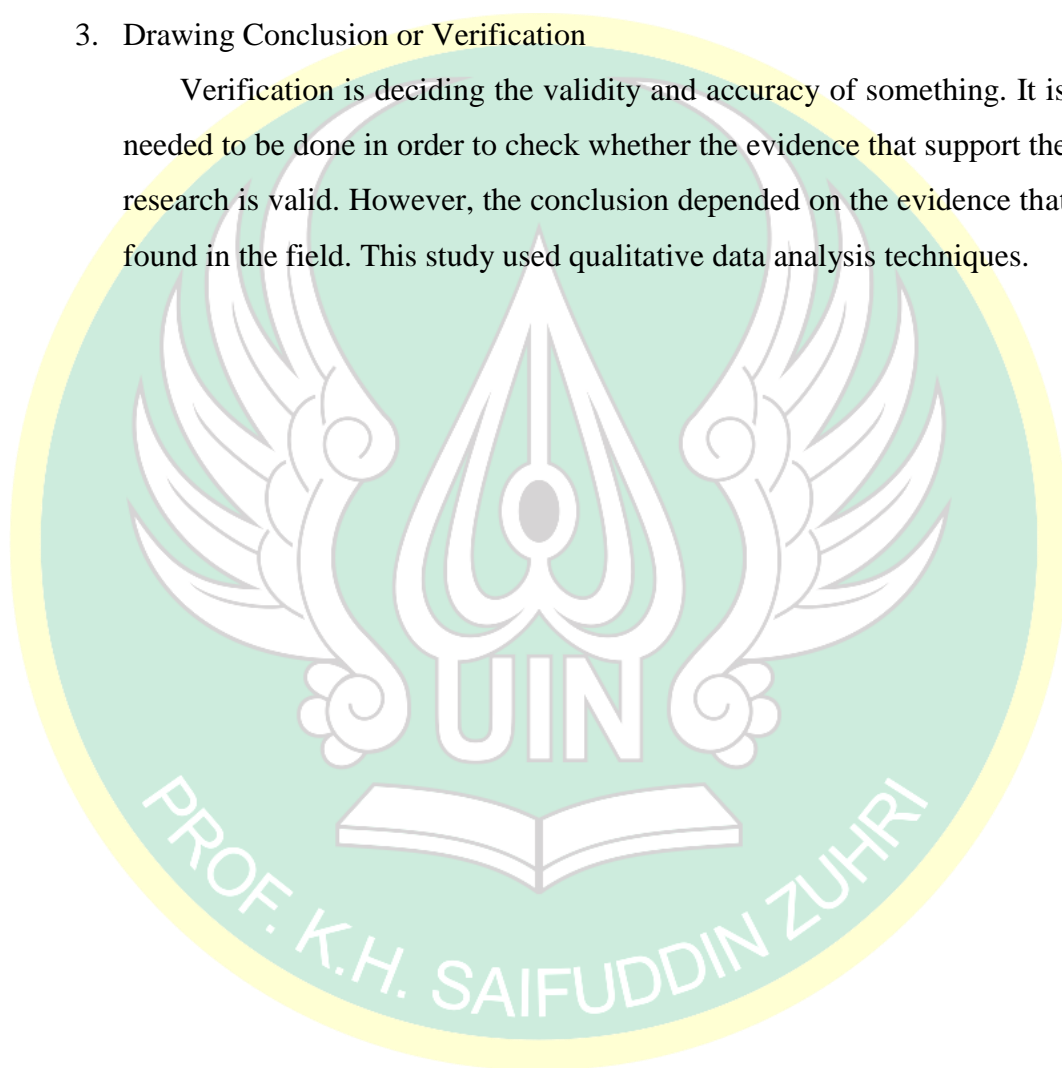 3. Drawing Conclusion or Verification
Verification is deciding the validity and accuracy of something. It is
needed to be done in order to check whether the evidence that support the
research is valid. However, the conclusion depended on the evidence that
found in the field. This study used qualitative data analysis techniques.
UIN
PROF. K.H. SAIFUDDIN ZUHRI